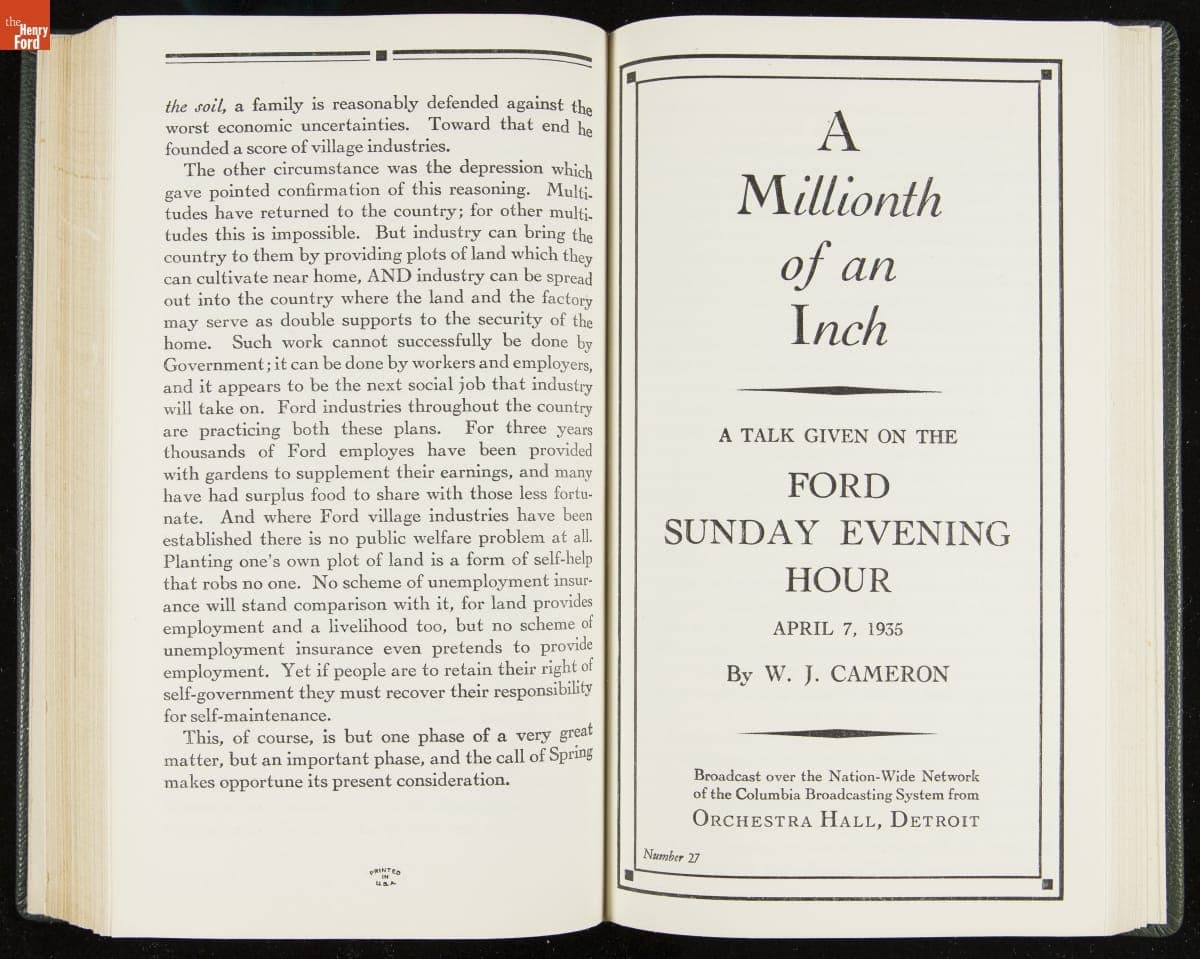 the
Henry
Ford
the soil, a family is reasonably defended against the
worst economic uncertainties. Toward that end he
founded a score of village industries.
The other circumstance was the depression which
gave pointed confirmation of this reasoning. Multi-
tudes have returned to the country; for other multi-
tudes this is impossible. But industry can bring the
country to them by providing plots of land which they
can cultivate near home, AND industry can be spread
out into the country where the land and the factory
may serve as double supports to the security of the
home. Such work cannot successfully be done by
Government; it can be done by workers and employers,
and it appears to be the next social job that industry
will take on. Ford industries throughout the country
are practicing both these plans. For three years
thousands of Ford employes have been provided
with gardens to supplement their earnings, and many
have had surplus food to share with those less fortu-
nate. And where Ford village industries have been
established there is no public welfare problem at all.
Planting one's own plot of land is a form of self-help
that robs no one. No scheme of unemployment insur-
ance will stand comparison with it, for land provides
employment and a livelihood too, but no scheme of
unemployment insurance even pretends to provide
employment. Yet if people are to retain their right of
self-government they must recover their responsibility
for self-maintenance.
This, of course, is but one phase of a very great
matter, but an important phase, and the call of Spring
makes opportune its present consideration.
PRINTED
IN
U.S.A.
A
Millionth
of an
Inch
A TALK GIVEN ON THE
FORD
SUNDAY EVENING
HOUR
APRIL 7, 1935
By W. J. CAMERON
Broadcast over the Nation-Wide Network
of the Columbia Broadcasting System from
ORCHESTRA HALL, DETROIT
Number 27